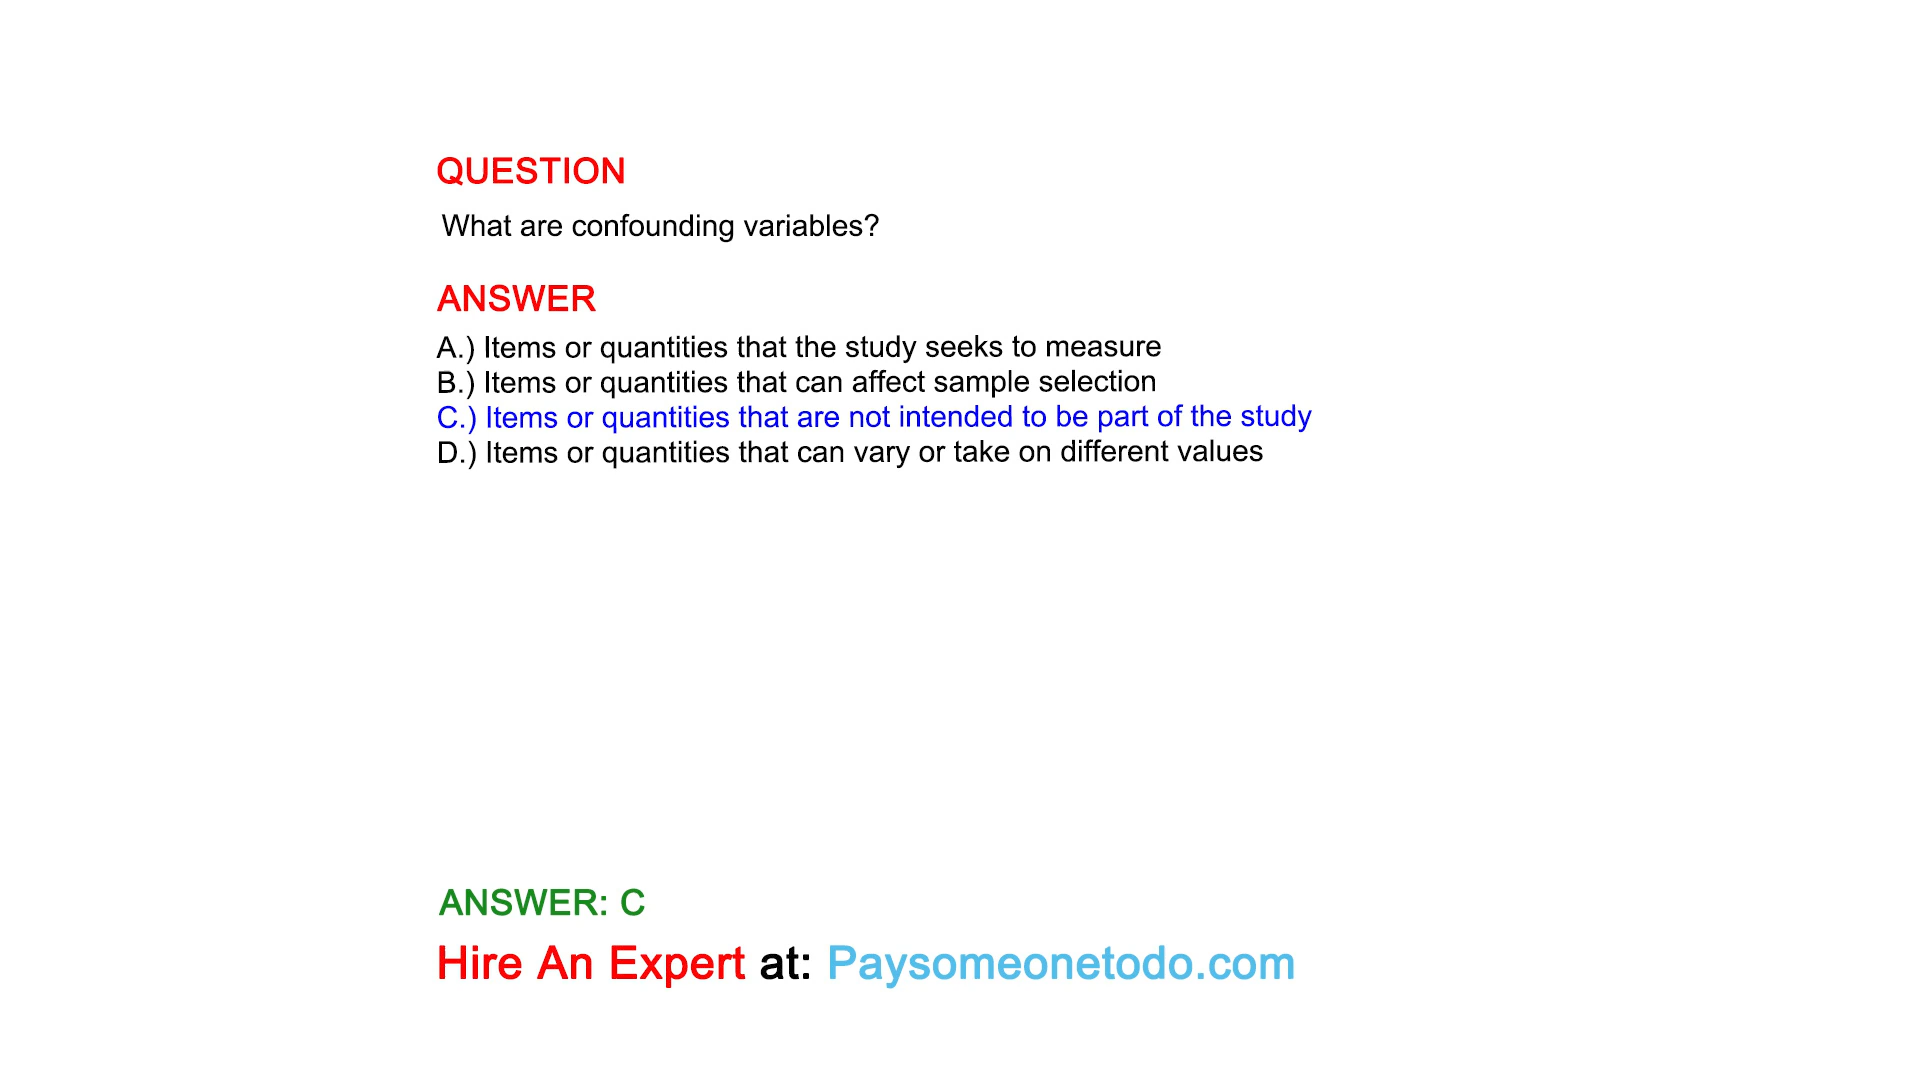 QUESTION
What are confounding variables?
ANSWER
A.) Items or quantities that the study seeks to measure
B.) Items or quantities that can affect sample selection
C.) Items or quantities that are not intended to be part of the study
D.) Items or quantities that can vary or take on different values
ANSWER: C
Hire An Expert at: Paysomeonetodo.com